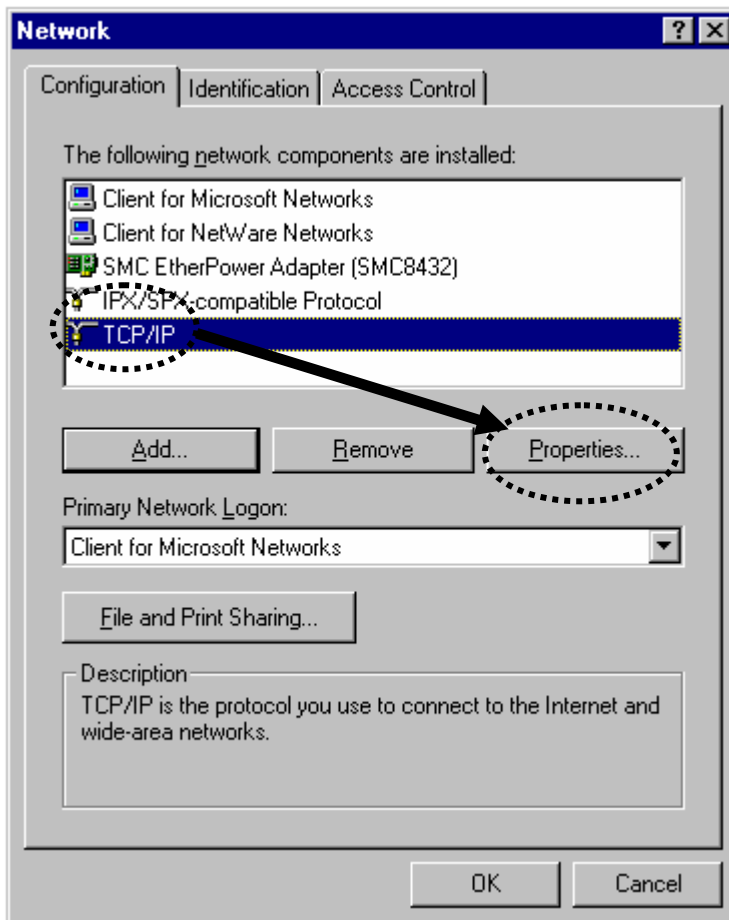 Network
Configuration Identification Access Control
The following network components are installed:
Client for Microsoft Networks
Client for NetWare Networks
SMC EtherPower Adapter (SMC8432)
IPX/SPX-compatible Protocol
TCP/IP
Add... Remove Properties...
Primary Network Logon:
Client for Microsoft Networks
File and Print Sharing...
Description
TCP/IP is the protocol you use to connect to the Internet and
wide-area networks.
OK Cancel